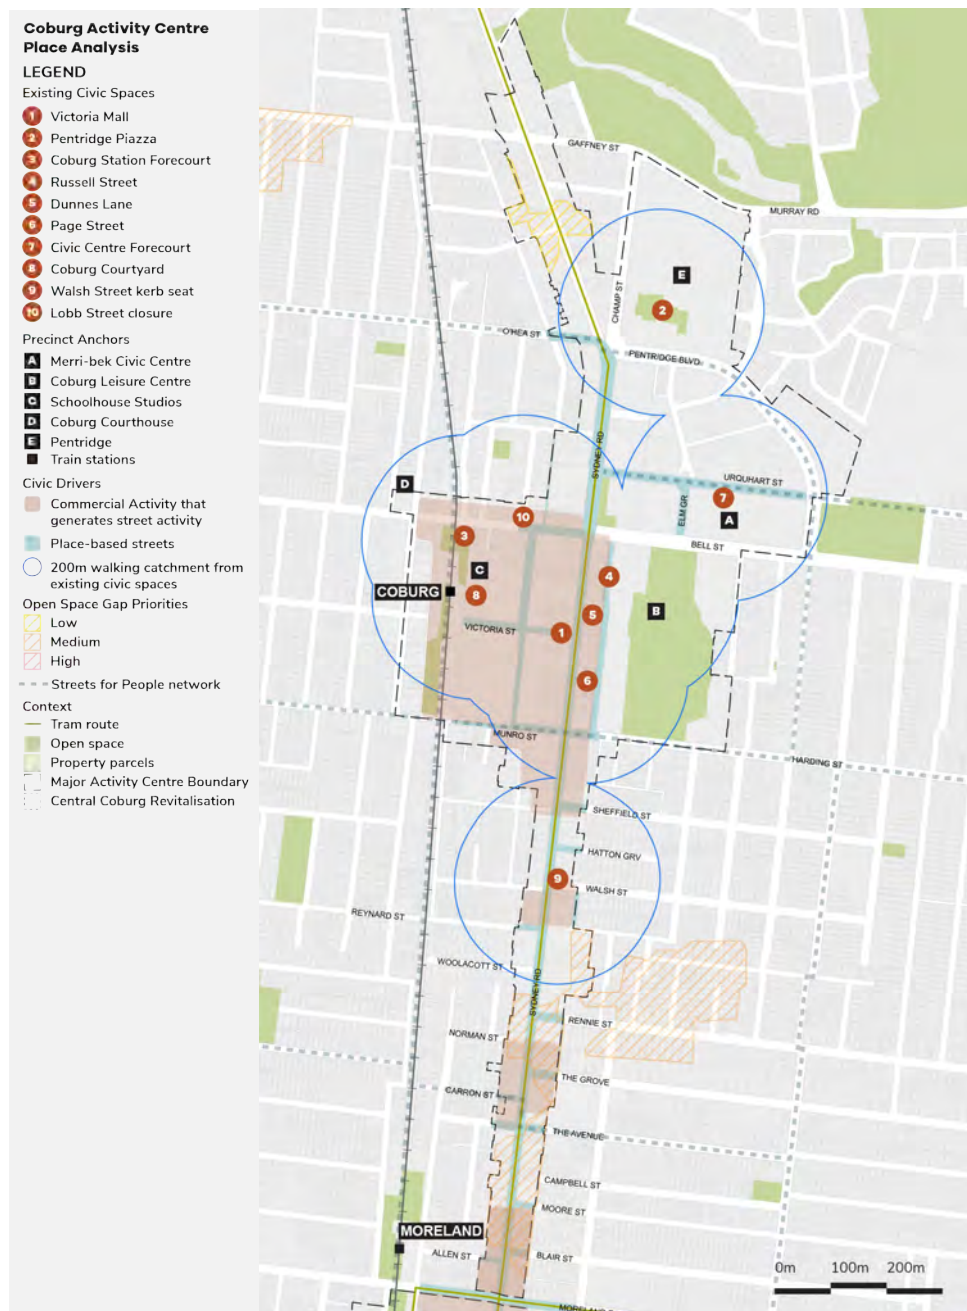 Coburg Activity Centre
Place Analysis
LEGEND
Existing Civic Spaces
1 Victoria Mall
2 Pentridge Piazza
3 Coburg Station Forecourt
4 Russell Street
5 Dunnes Lane
6 Page Street
7 Civic Centre Forecourt
8 Coburg Courtyard
9 Walsh Street kerb seat
10 Lobb Street closure
Precinct Anchors
A Merri-bek Civic Centre
B Coburg Leisure Centre
C Schoolhouse Studios
D Coburg Courthouse
E Pentridge
Train stations
Civic Drivers
Commercial Activity that
generates street activity
Place-based streets
200m walking catchment from
existing civic spaces
Open Space Gap Priorities
Low
Medium
High
Streets for People network
Context
Tram route
Open space
Property parcels
Major Activity Centre Boundary
Central Coburg Revitalisation
GAFFNEY ST
MURRAY RD
E
CHAMP ST
2
O'HEA ST
PENTRIDGE BLVD
SYDNEY RD
URQUHART ST
D
7
ELM GR
10
A
3
BELL ST
C
4
COBURG
8
B
5
VICTORIA ST
1
6
MUNRO ST
HARDING ST
SHEFFIELD ST
HATTON GRV
9
WALSH ST
REYNARD ST
WOOLACOTT ST
SYDNEY RD
RENNIE ST
NORMAN ST
THE GROVE
CARRON ST
THE AVENUE
CAMPBELL ST
MOORE ST
MORELAND
ALLEN ST
BLAIR ST
0m 100m 200m
MORELAND